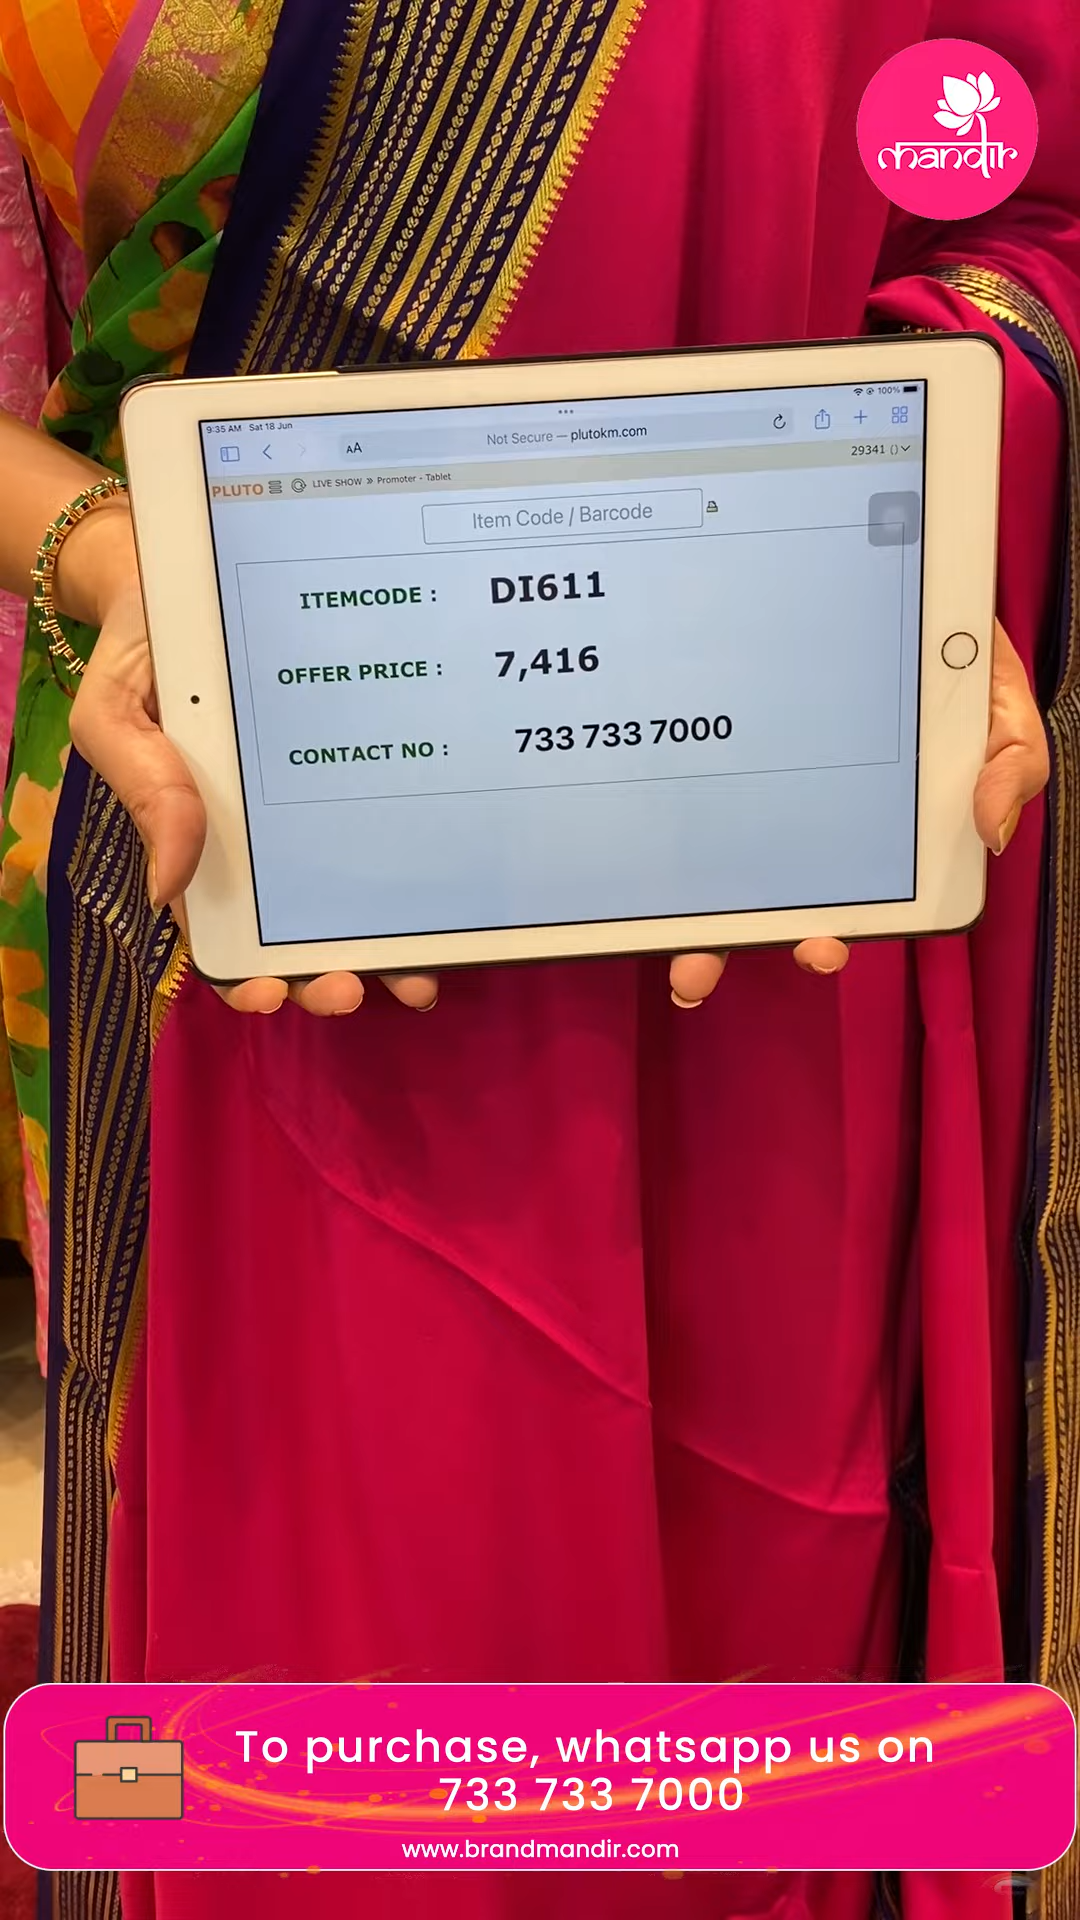 mandir
9:35 AM Sat 18 Jun
100%
AA
Not Secure — plutokm.com
29341 ()
PLUTO
LIVE SHOW » Promoter - Tablet
Item Code / Barcode
ITEMCODE : DI611
OFFER PRICE : 7,416
CONTACT NO : 733 733 7000
To purchase, whatsapp us on
733 733 7000
www.brandmandir.com